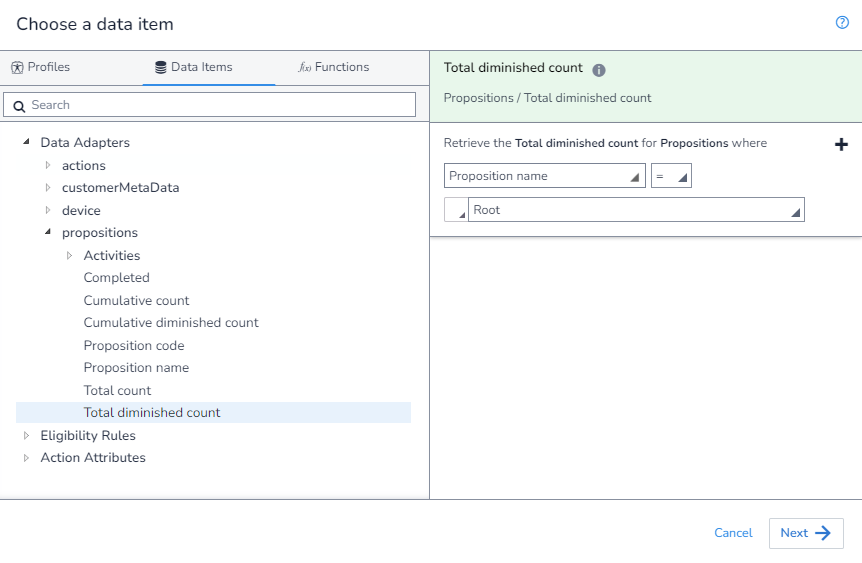 Choose a data item
Profiles
Data Items
f(x) Functions
Search
Data Adapters
actions
customerMetaData
device
propositions
Activities
Completed
Cumulative count
Cumulative diminished count
Proposition code
Proposition name
Total count
Total diminished count
Eligibility Rules
Action Attributes
Total diminished count
Propositions / Total diminished count
Retrieve the Total diminished count for Propositions where
Proposition name =
Root
Cancel Next